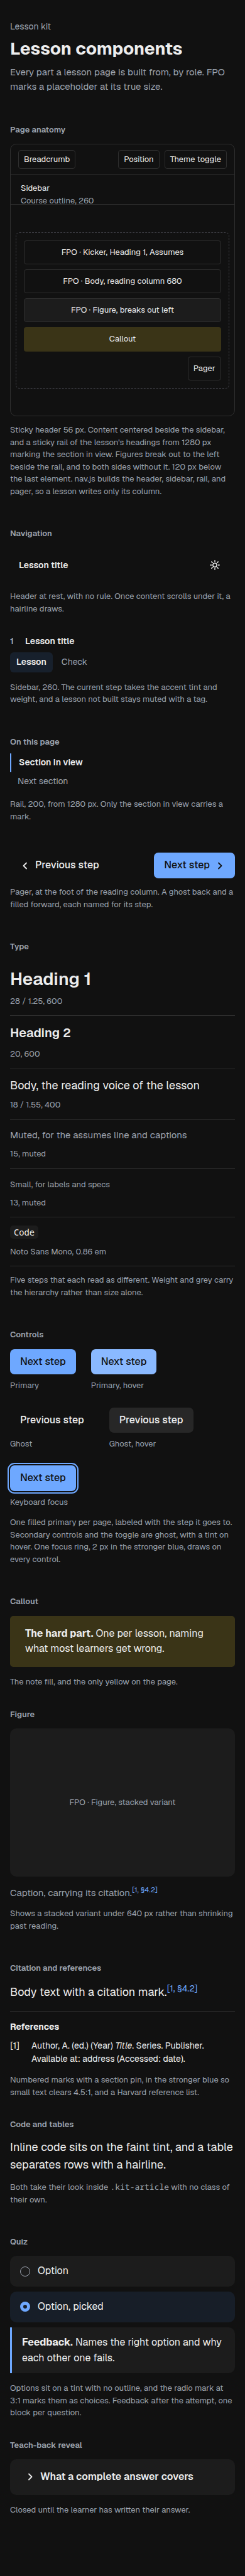 Lesson kit
Lesson components
Every part a lesson page is built from, by role. FPO
marks a placeholder at its true size.
Page anatomy
Breadcrumb
Position
Theme toggle
Sidebar
Course outline, 260
FPO · Kicker, Heading 1, Assumes
FPO · Body, reading column 680
FPO · Figure, breaks out left
Callout
Pager
Sticky header 56 px. Content centered beside the sidebar,
and a sticky rail of the lesson's headings from 1280 px
marking the section in view. Figures break out to the left
beside the rail, and to both sides without it. 120 px below
the last element. nav.js builds the header, sidebar, rail, and
pager, so a lesson writes only its column.
Navigation
Lesson title
Header at rest, with no rule. Once content scrolls under it, a
hairline draws.
1 Lesson title
Lesson Check
Sidebar, 260. The current step takes the accent tint and
weight, and a lesson not built stays muted with a tag.
On this page
Section in view
Next section
Rail, 200, from 1280 px. Only the section in view carries a
mark.
Previous step
Next step
Pager, at the foot of the reading column. A ghost back and a
filled forward, each named for its step.
Type
Heading 1
28 / 1.25, 600
Heading 2
20, 600
Body, the reading voice of the lesson
18 / 1.55, 400
Muted, for the assumes line and captions
15, muted
Small, for labels and specs
13, muted
Code
Noto Sans Mono, 0.86 em
Five steps that each read as different. Weight and grey carry
the hierarchy rather than size alone.
Controls
Next step
Next step
Primary
Primary, hover
Previous step
Previous step
Ghost
Ghost, hover
Next step
Keyboard focus
One filled primary per page, labeled with the step it goes to.
Secondary controls and the toggle are ghost, with a tint on
hover. One focus ring, 2 px in the stronger blue, draws on
every control.
Callout
The hard part. One per lesson, naming
what most learners get wrong.
The note fill, and the only yellow on the page.
Figure
FPO · Figure, stacked variant
Caption, carrying its citation.[1, §4.2]
Shows a stacked variant under 640 px rather than shrinking
past reading.
Citation and references
Body text with a citation mark.[1, §4.2]
References
[1] Author, A. (ed.) (Year) Title. Series. Publisher.
Available at: address (Accessed: date).
Numbered marks with a section pin, in the stronger blue so
small text clears 4.5:1, and a Harvard reference list.
Code and tables
Inline code sits on the faint tint, and a table
separates rows with a hairline.
Both take their look inside .kit-article with no class of
their own.
Quiz
Option
Option, picked
Feedback. Names the right option and why
each other one fails.
Options sit on a tint with no outline, and the radio mark at
3:1 marks them as choices. Feedback after the attempt, one
block per question.
Teach-back reveal
What a complete answer covers
Closed until the learner has written their answer.